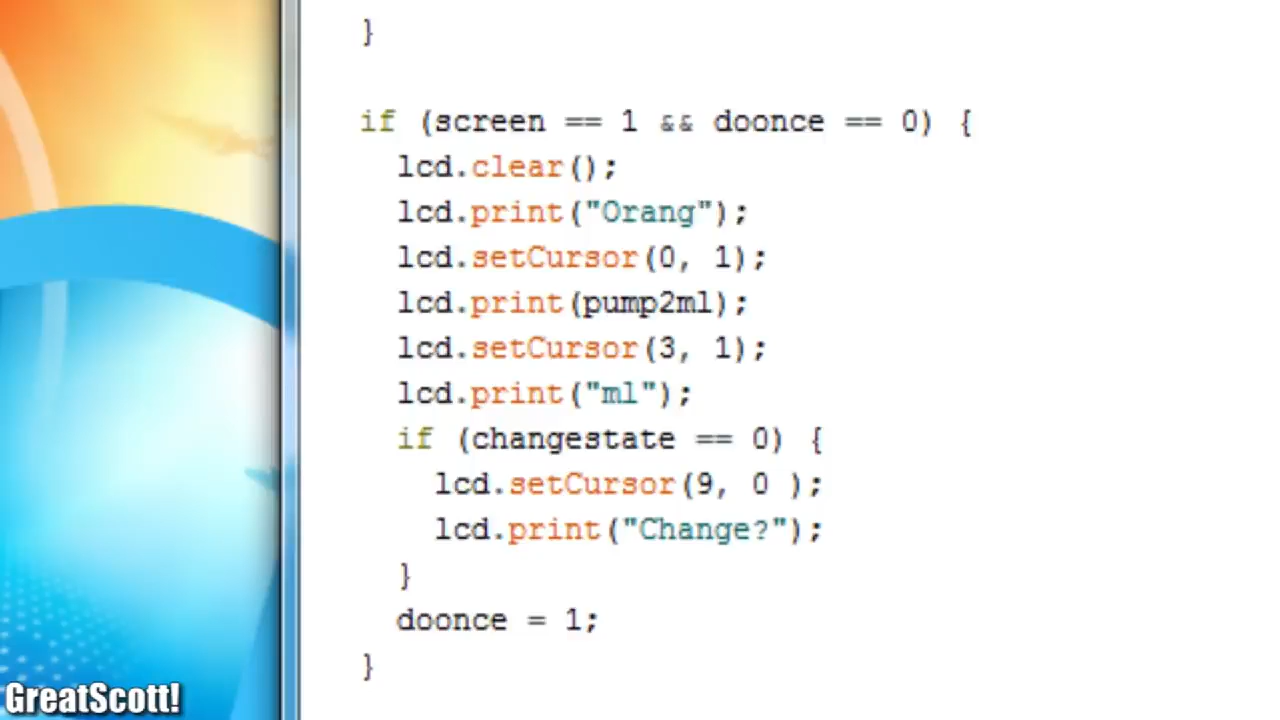 }
if (screen == 1 && doonce == 0) {
lcd.clear();
lcd.print("Orang");
lcd.setCursor(0, 1);
lcd.print(pump2ml);
lcd.setCursor(3, 1);
lcd.print("ml");
if (changestate == 0) {
lcd.setCursor(9, 0 );
lcd.print("Change?");
}
doonce = 1;
}
GreatScott!